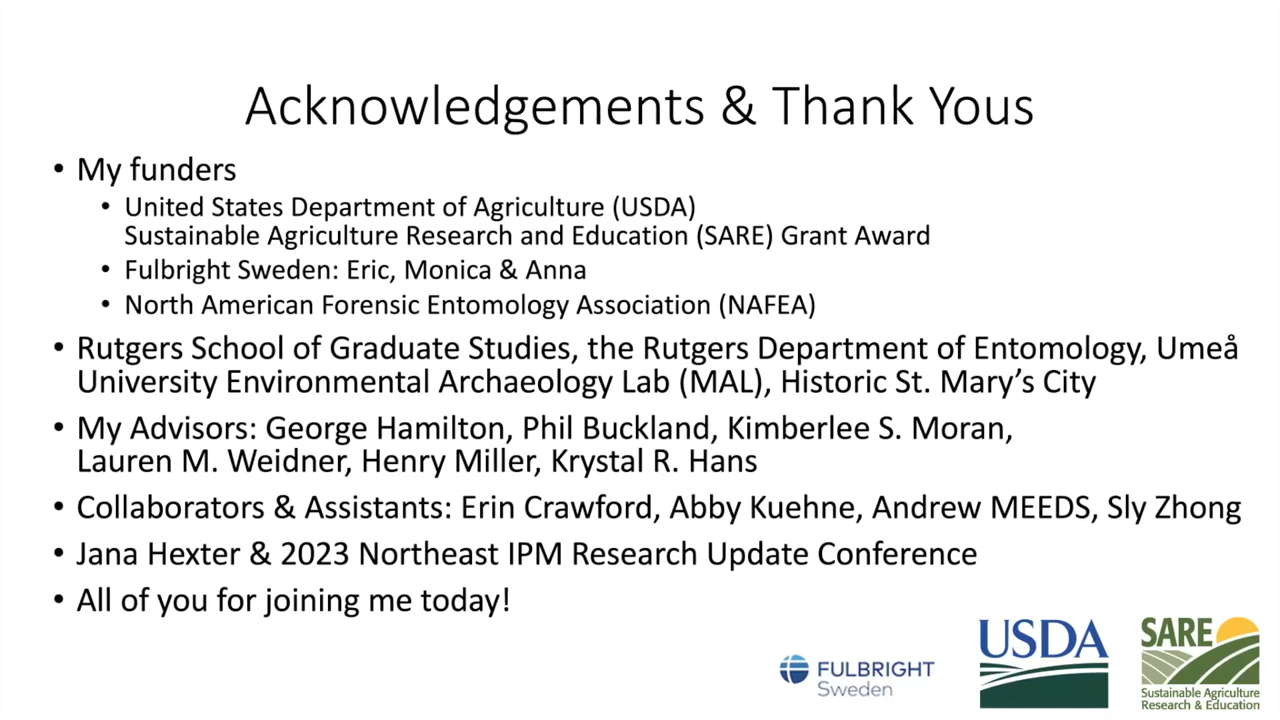 Acknowledgements & Thank Yous
• My funders
• United States Department of Agriculture (USDA)
Sustainable Agriculture Research and Education (SARE) Grant Award
• Fulbright Sweden: Eric, Monica & Anna
• North American Forensic Entomology Association (NAFEA)
• Rutgers School of Graduate Studies, the Rutgers Department of Entomology, Umeå
University Environmental Archaeology Lab (MAL), Historic St. Mary’s City
• My Advisors: George Hamilton, Phil Buckland, Kimberlee S. Moran,
Lauren M. Weidner, Henry Miller, Krystal R. Hans
• Collaborators & Assistants: Erin Crawford, Abby Kuehne, Andrew MEEDS, Sly Zhong
• Jana Hexter & 2023 Northeast IPM Research Update Conference
• All of you for joining me today!
FULBRIGHT
Sweden
USDA
SARE
Sustainable Agriculture
Research & Education